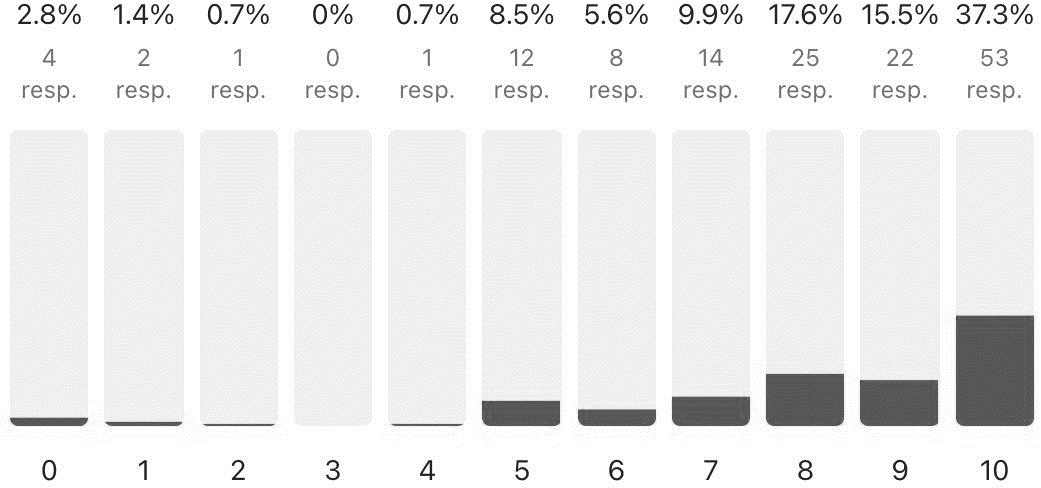 2.8% 1.4% 0.7% 0% 0.7% 8.5% 5.6% 9.9% 17.6% 15.5% 37.3%
4 2 1 0 1 12 8 14 25 22 53
resp. resp. resp. resp. resp. resp. resp. resp. resp. resp. resp.
0 1 2 3 4 5 6 7 8 9 10